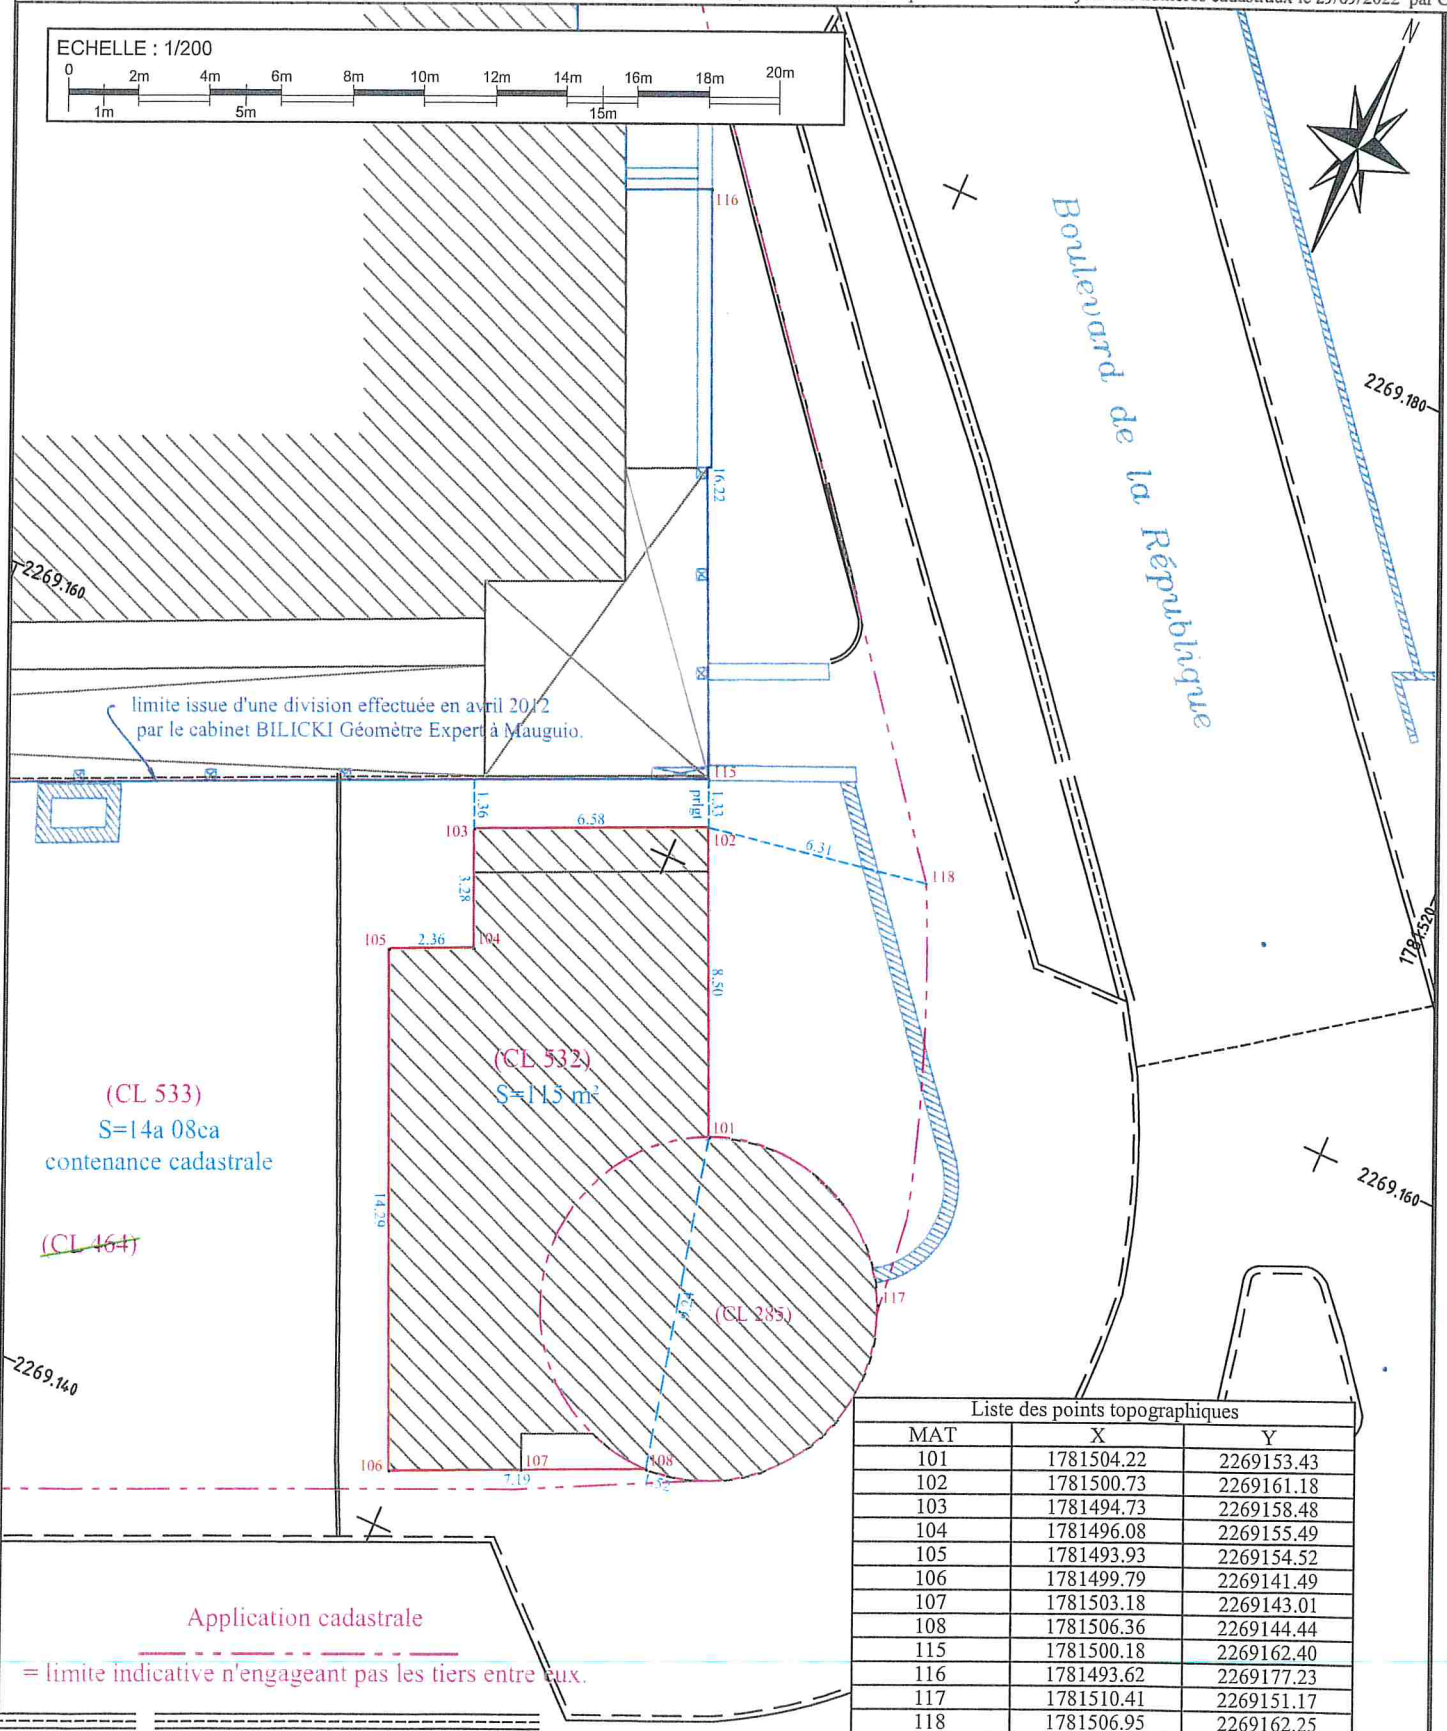 cadastraux le 29/09/2022 par
ECHELLE : 1/200
0 2m 4m 6m 8m 10m 12m 14m 16m 18m 20m
1m 5m 15m
N
116
Boulevard de la République
2269.180
16.22
2269.160
limite issue d'une division effectuée en avril 2012
par le cabinet BILICKI Géomètre Expert à Mauguio.
115
1.36
prlgt
1.33
6.58
103
102
6.31
118
3.28
105
2.36
104
1781.520
8.50
(CL 532)
S=115 m²
(CL 533)
S=14a 08ca
contenance cadastrale
101
2269.160
14.29
(CL 464)
117
(CL 285)
2269.140
106
107
108
7.19
Liste des points topographiques
MAT X Y
101 1781504.22 2269153.43
102 1781500.73 2269161.18
103 1781494.73 2269158.48
104 1781496.08 2269155.49
105 1781493.93 2269154.52
106 1781499.79 2269141.49
107 1781503.18 2269143.01
108 1781506.36 2269144.44
115 1781500.18 2269162.40
116 1781493.62 2269177.23
117 1781510.41 2269151.17
118 1781506.95 2269162.25
Application cadastrale
= limite indicative n'engageant pas les tiers entre eux.